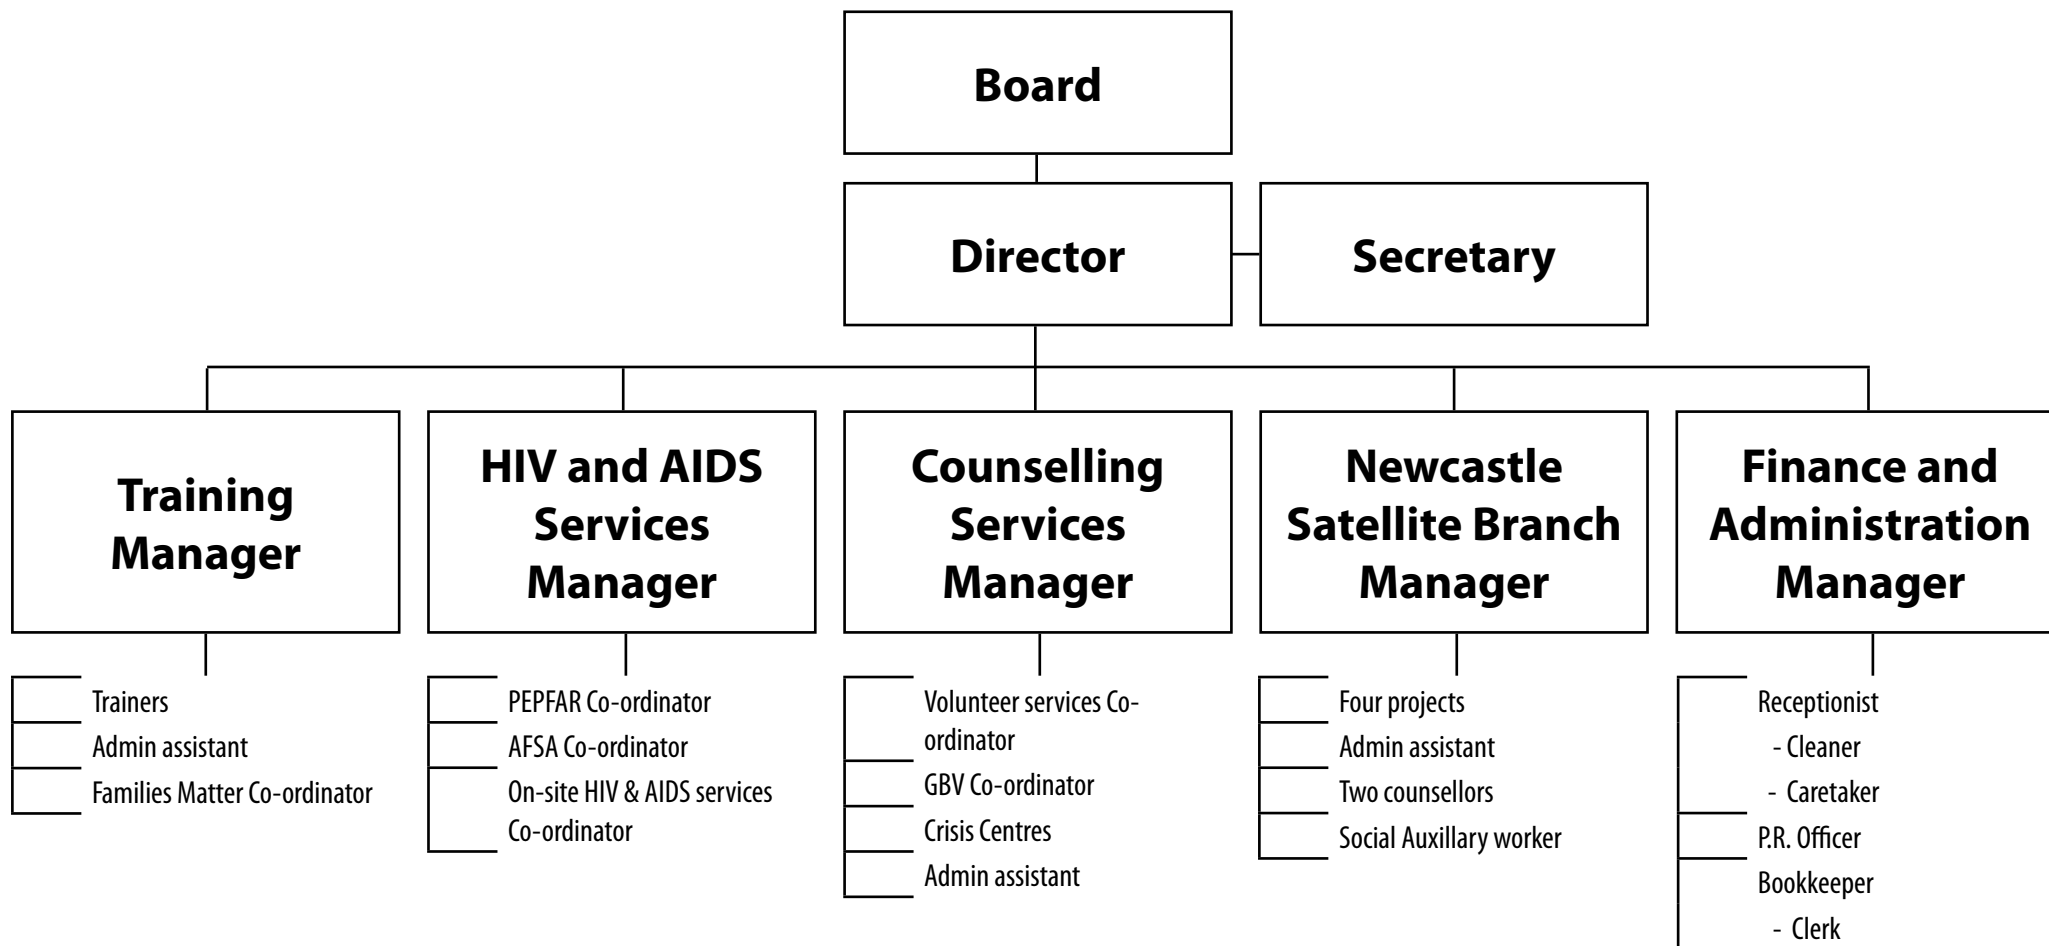 Board
Director
Secretary
Training
Manager
HIV and AIDS
Services
Manager
Counselling
Services
Manager
Newcastle
Satellite Branch
Manager
Finance and
Administration
Manager
Trainers
Admin assistant
Families Matter Co-ordinator
PEPFAR Co-ordinator
AFSA Co-ordinator
On-site HIV & AIDS services
Co-ordinator
Volunteer services Co-
ordinator
GBV Co-ordinator
Crisis Centres
Admin assistant
Four projects
Admin assistant
Two counsellors
Social Auxillary worker
Receptionist
- Cleaner
- Caretaker
P.R. Officer
Bookkeeper
- Clerk